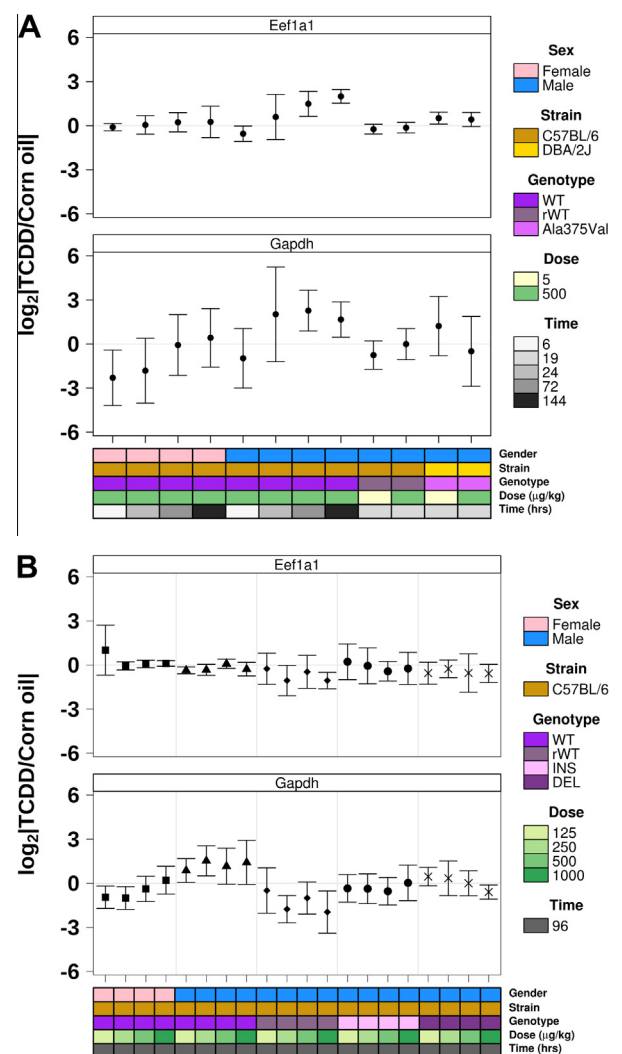 A
Eef1a1
6
3
0
-3
-6
Gapdh
6
3
0
-3
-6
log2|TCDD/Corn oil|
Gender
Strain
Genotype
Dose (μg/kg)
Time (hrs)
Sex
Female
Male
Strain
C57BL/6
DBA/2J
Genotype
WT
rWT
Ala375Val
Dose
5
500
Time
6
19
24
72
144
B
Eef1a1
6
3
0
-3
-6
Gapdh
6
3
0
-3
-6
log2|TCDD/Corn oil|
Gender
Strain
Genotype
Dose (μg/kg)
Time (hrs)
Sex
Female
Male
Strain
C57BL/6
Genotype
WT
rWT
INS
DEL
Dose
125
250
500
1000
Time
96